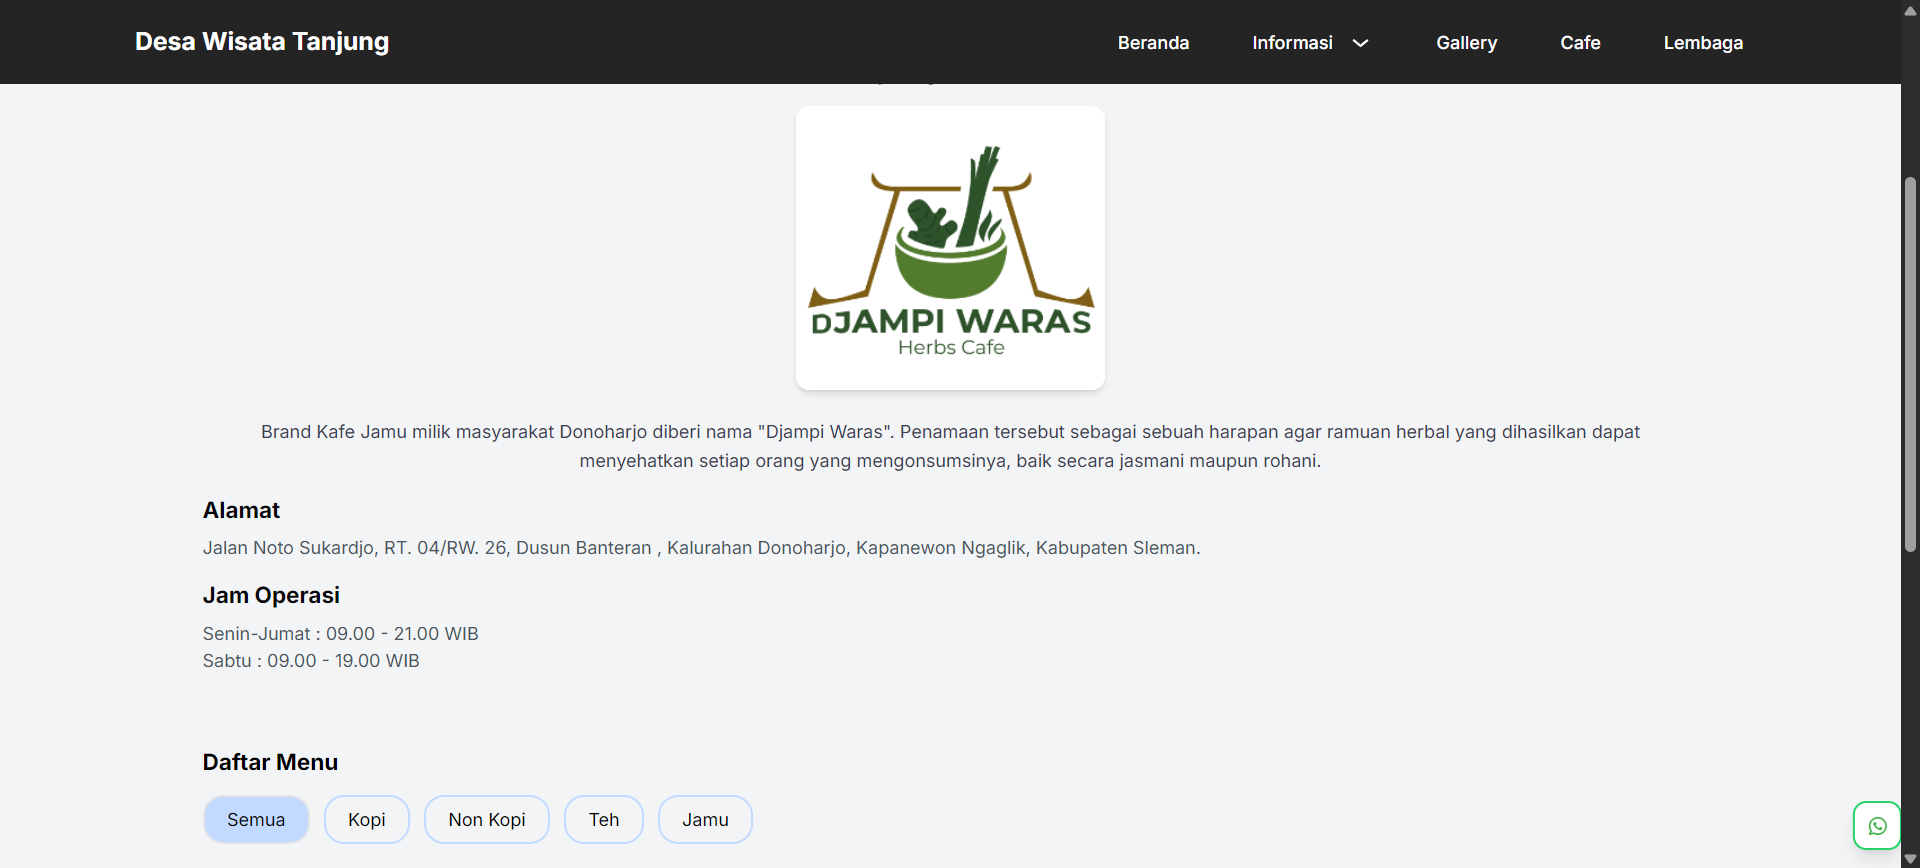 Desa Wisata Tanjung
Beranda
Informasi
Gallery
Cafe
Lembaga
DJAMPI WARAS
Herbs Cafe
Brand Kafe Jamu milik masyarakat Donoharjo diberi nama "Djampi Waras". Penamaan tersebut sebagai sebuah harapan agar ramuan herbal yang dihasilkan dapat
menyehatkan setiap orang yang mengonsumsinya, baik secara jasmani maupun rohani.
Alamat
Jalan Noto Sukardjo, RT. 04/RW. 26, Dusun Banteran , Kalurahan Donoharjo, Kapanewon Ngaglik, Kabupaten Sleman.
Jam Operasi
Senin-Jumat : 09.00 - 21.00 WIB
Sabtu : 09.00 - 19.00 WIB
Daftar Menu
Semua
Kopi
Non Kopi
Teh
Jamu